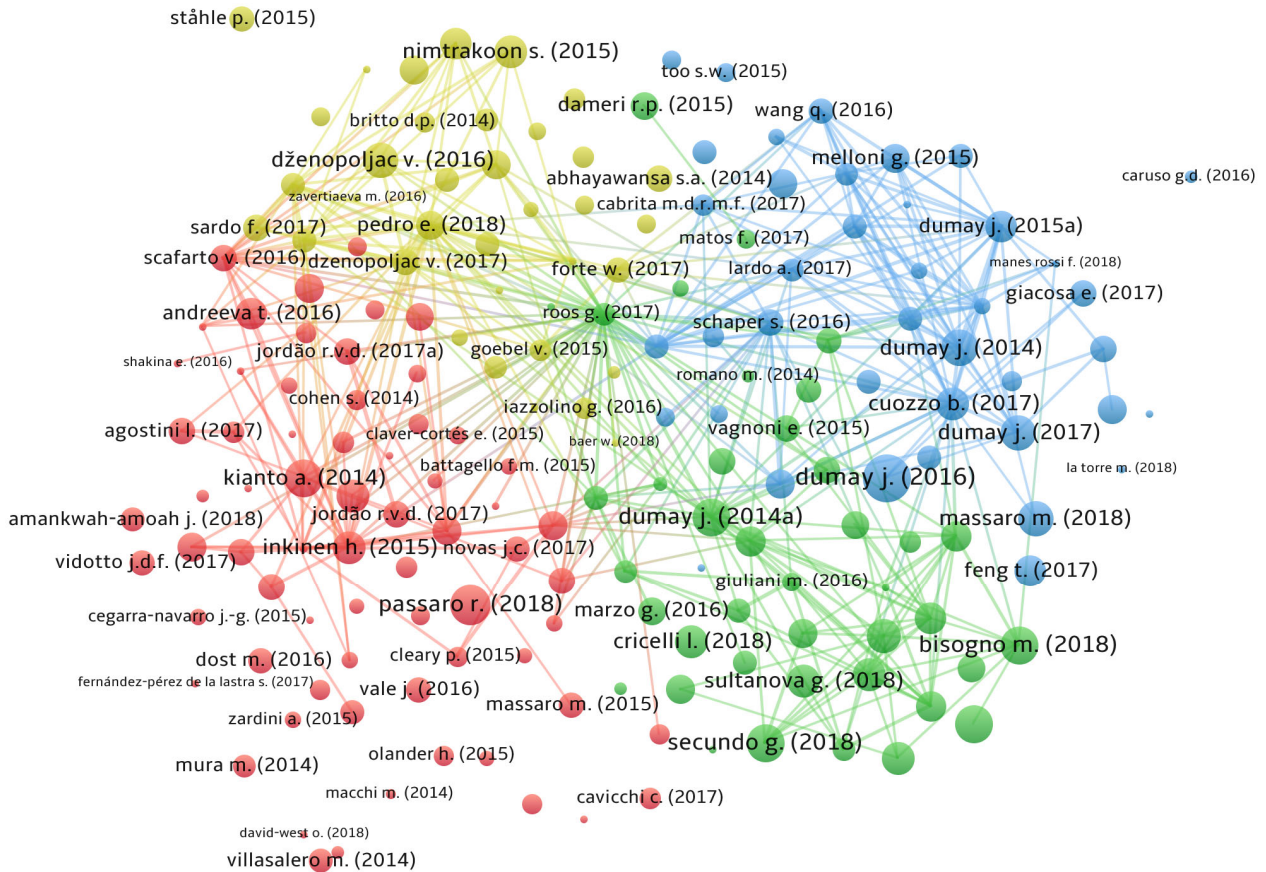 ståhle p. (2015)
nimtrakoon s. (2015)
too s.w. (2015)
dameri r.p. (2015)
wang q. (2016)
britto d.p. (2014)
dženopoljac v. (2016)
melloni g. (2015)
caruso g.d. (2016)
abhayawansa s.a. (2014)
zavertiaeva m. (2016)
cabrita m.d.r.m.f. (2017)
sardo f. (2017)
pedro e. (2018)
dumay j. (2015a)
matos f. (2017)
scafarto v. (2016)
dzenopoljac v. (2017)
forte w. (2017)
lardo a. (2017)
manes rossi f. (2018)
giacosa e. (2017)
andreeva t. (2016)
roos g. (2017)
schaper s. (2016)
jordão r.v.d. (2017a)
goebel v. (2015)
dumay j. (2014)
shakina e. (2016)
romano m. (2014)
cohen s. (2014)
iazzolino g. (2016)
cuozzo b. (2017)
agostini l. (2017)
claver-cortés e. (2015)
baer w. (2018)
vagnoni e. (2015)
dumay j. (2017)
kianto a. (2014)
battagello f.m. (2015)
dumay j. (2016)
la torre m. (2018)
amankwah-amoah j. (2018)
jordão r.v.d. (2017)
dumay j. (2014a)
massaro m. (2018)
vidotto j.d.f. (2017)
inkinen h. (2015)
novas j.c. (2017)
giuliani m. (2016)
feng t. (2017)
cegarra-navarro j.-g. (2015)
passaro r. (2018)
marzo g. (2016)
cricelli l. (2018)
bisogno m. (2018)
dost m. (2016)
cleary p. (2015)
fernández-pérez de la lastra s. (2017)
vale j. (2016)
sultanova g. (2018)
zardini a. (2015)
massaro m. (2015)
secundo g. (2018)
mura m. (2014)
olander h. (2015)
macchi m. (2014)
cavicchi c. (2017)
david-west o. (2018)
villasalero m. (2014)